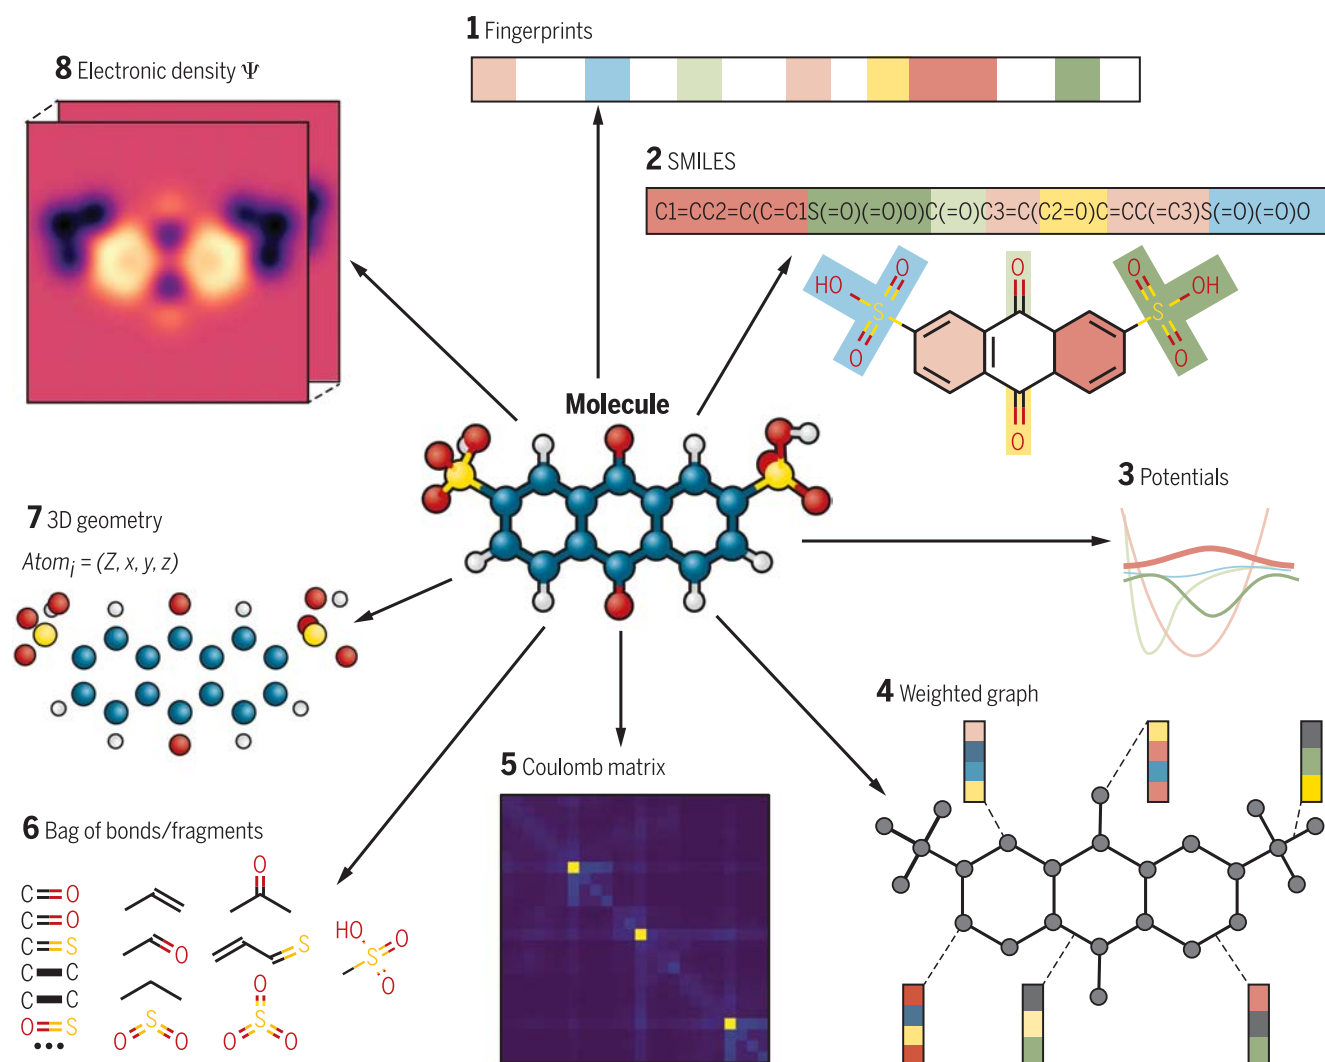 1 Fingerprints
8 Electronic density Ψ
2 SMILES
C1=CC2=C(C=C1S(=O)(=O)O)C(=O)C3=C(C2=O)C=CC(=C3)S(=O)(=O)O
O
O
O
HO
OH
S
S
O
O
O
Molecule
3 Potentials
7 3D geometry
Atomi = (Z, x, y, z)
4 Weighted graph
5 Coulomb matrix
6 Bag of bonds/fragments
O
C=O
C=O
HO
O
C=S
O
S
S
C C
O
C C
O
O=S
S
S
O
O
O
O
•••